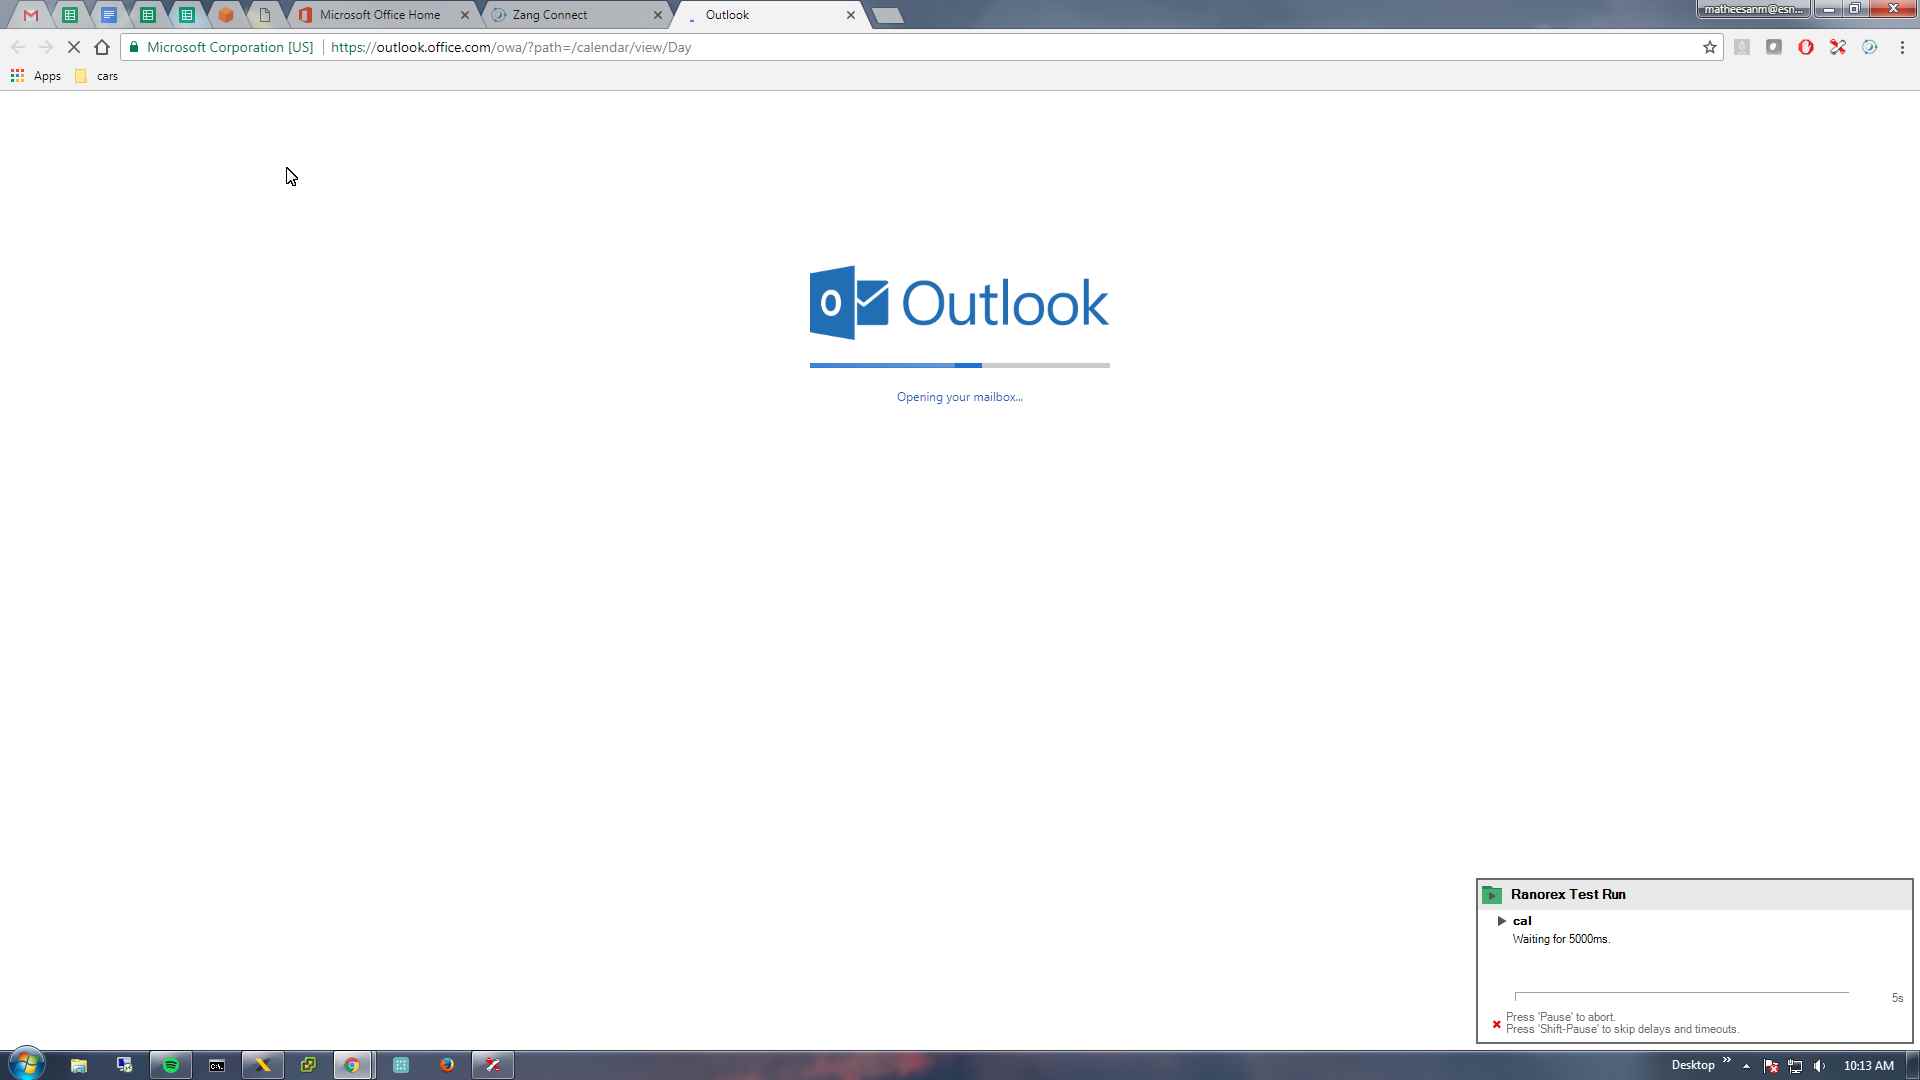 Microsoft Office Home
Zang Connect
Outlook
matheesanm@esn...
Microsoft Corporation [US]
https://outlook.office.com/owa/?path=/calendar/view/Day
Apps
cars
Outlook
Opening your mailbox...
Ranorex Test Run
cal
Waiting for 5000ms.
5s
Press 'Pause' to abort.
Press 'Shift-Pause' to skip delays and timeouts.
Desktop
10:13 AM